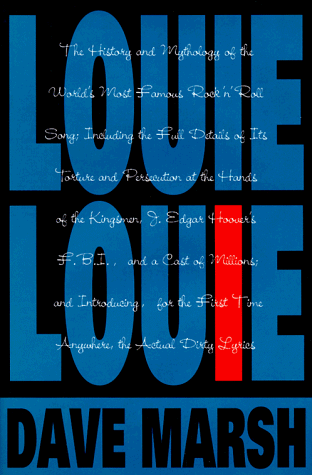 LOUIE
LOUIE
The History and Mythology of the
World's Most Famous Rock 'n' Roll
Song; Including the Full Details of Its
Torture and Persecution at the Hands
of the Kingsmen, J. Edgar Hoover's
F.B.I., and a Cast of Millions;
and Introducing, for the First Time
Anywhere, the Actual Dirty Lyrics
DAVE MARSH